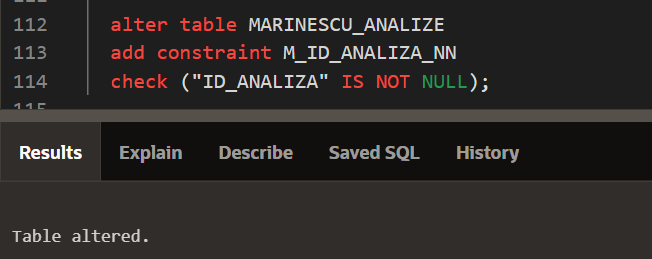 112 alter table MARINESCU_ANALIZE
113 add constraint M_ID_ANALIZA_NN
114 check ("ID_ANALIZA" IS NOT NULL);
115
Results Explain Describe Saved SQL History
Table altered.